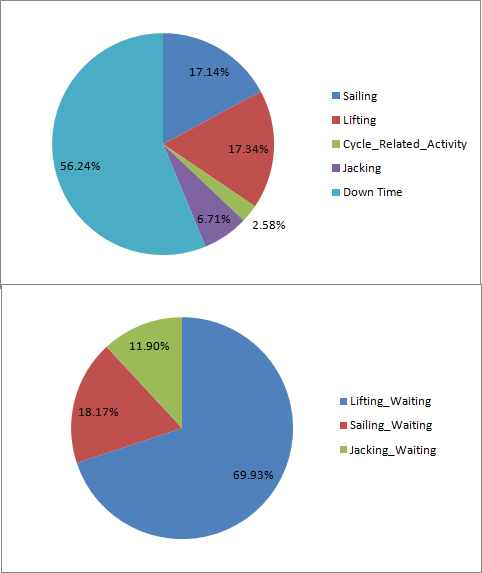 17.14%
Sailing
Lifting
17.34%
Cycle_Related_Activity
56.24%
Jacking
Down Time
6.71%
2.58%
11.90%
Lifting_Waiting
18.17%
Sailing_Waiting
Jacking_Waiting
69.93%